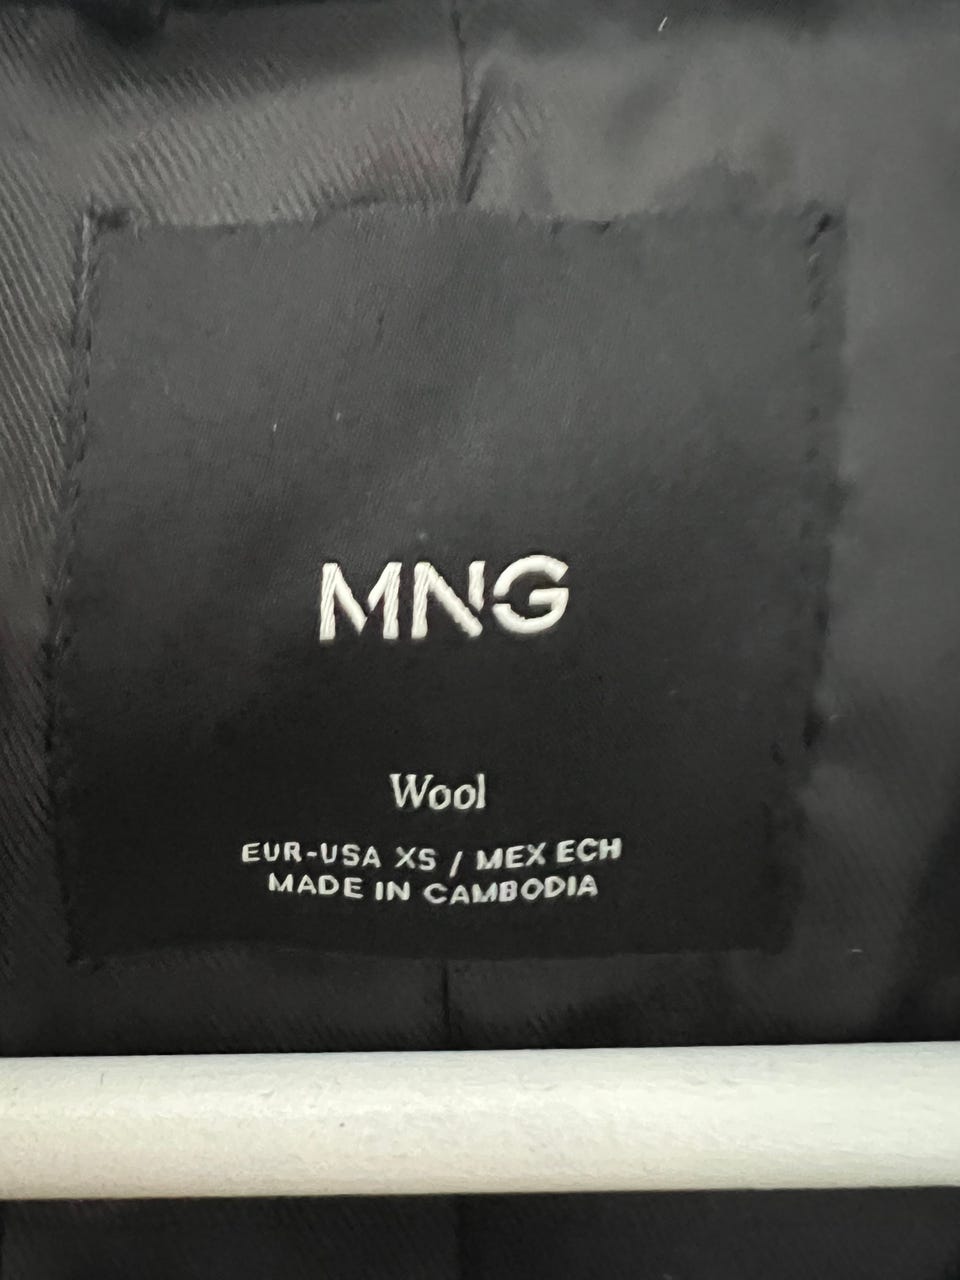 MNG
Wool
EUR-USA XS / MEX ECH
MADE IN CAMBODIA